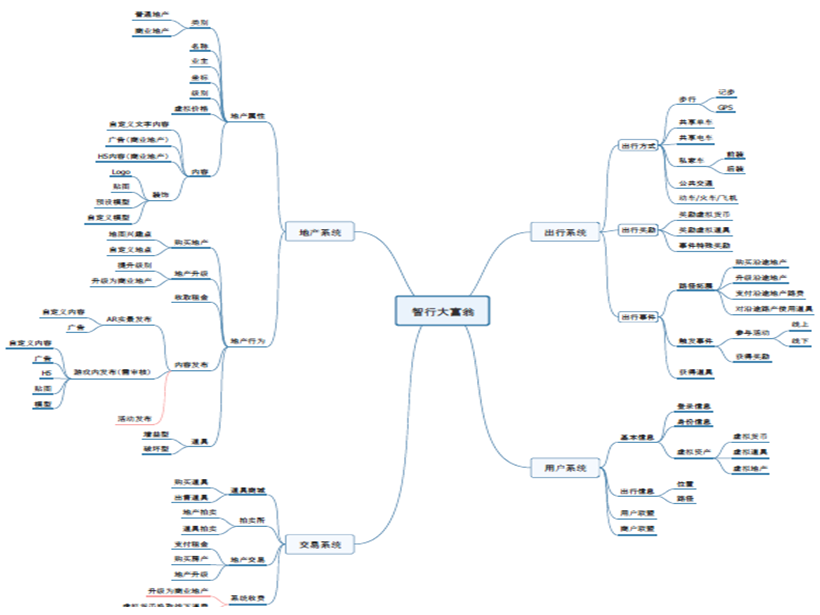 智行大富翁
地产系统
地产属性
类别
普通地产
商业地产
名称
业主
坐标
级别
虚拟价格
内容
自定义文本内容
广告(商业地产)
H5内容(商业地产)
装饰
Logo
贴图
预设模型
自定义模型
地产行为
购买地产
地图兴趣点
自定义地点
地产升级
提升级别
升级为商业地产
收取租金
内容发布
AR实景发布
自定义内容
广告
游戏内发布(需审核)
自定义内容
广告
H5
贴图
模型
活动发布
道具
增益型
破坏型
交易系统
道具商城
购买道具
出售道具
拍卖所
地产拍卖
道具拍卖
地产交易
支付租金
购买房产
地产升级
系统收费
升级为商业地产
出行系统
出行方式
步行
记步
GPS
共享单车
共享电车
私家车
前装
后装
公共交通
动车/火车/飞机
出行奖励
奖励虚拟货币
奖励虚拟道具
事件特殊奖励
出行事件
路径拓展
购买沿途地产
升级沿途地产
支付沿途地产路费
对沿途路产使用道具
触发事件
参与活动
线上
线下
获得奖励
获得道具
用户系统
基本信息
登录信息
身份信息
虚拟资产
虚拟货币
虚拟道具
虚拟地产
出行信息
位置
路径
用户联盟
商户联盟